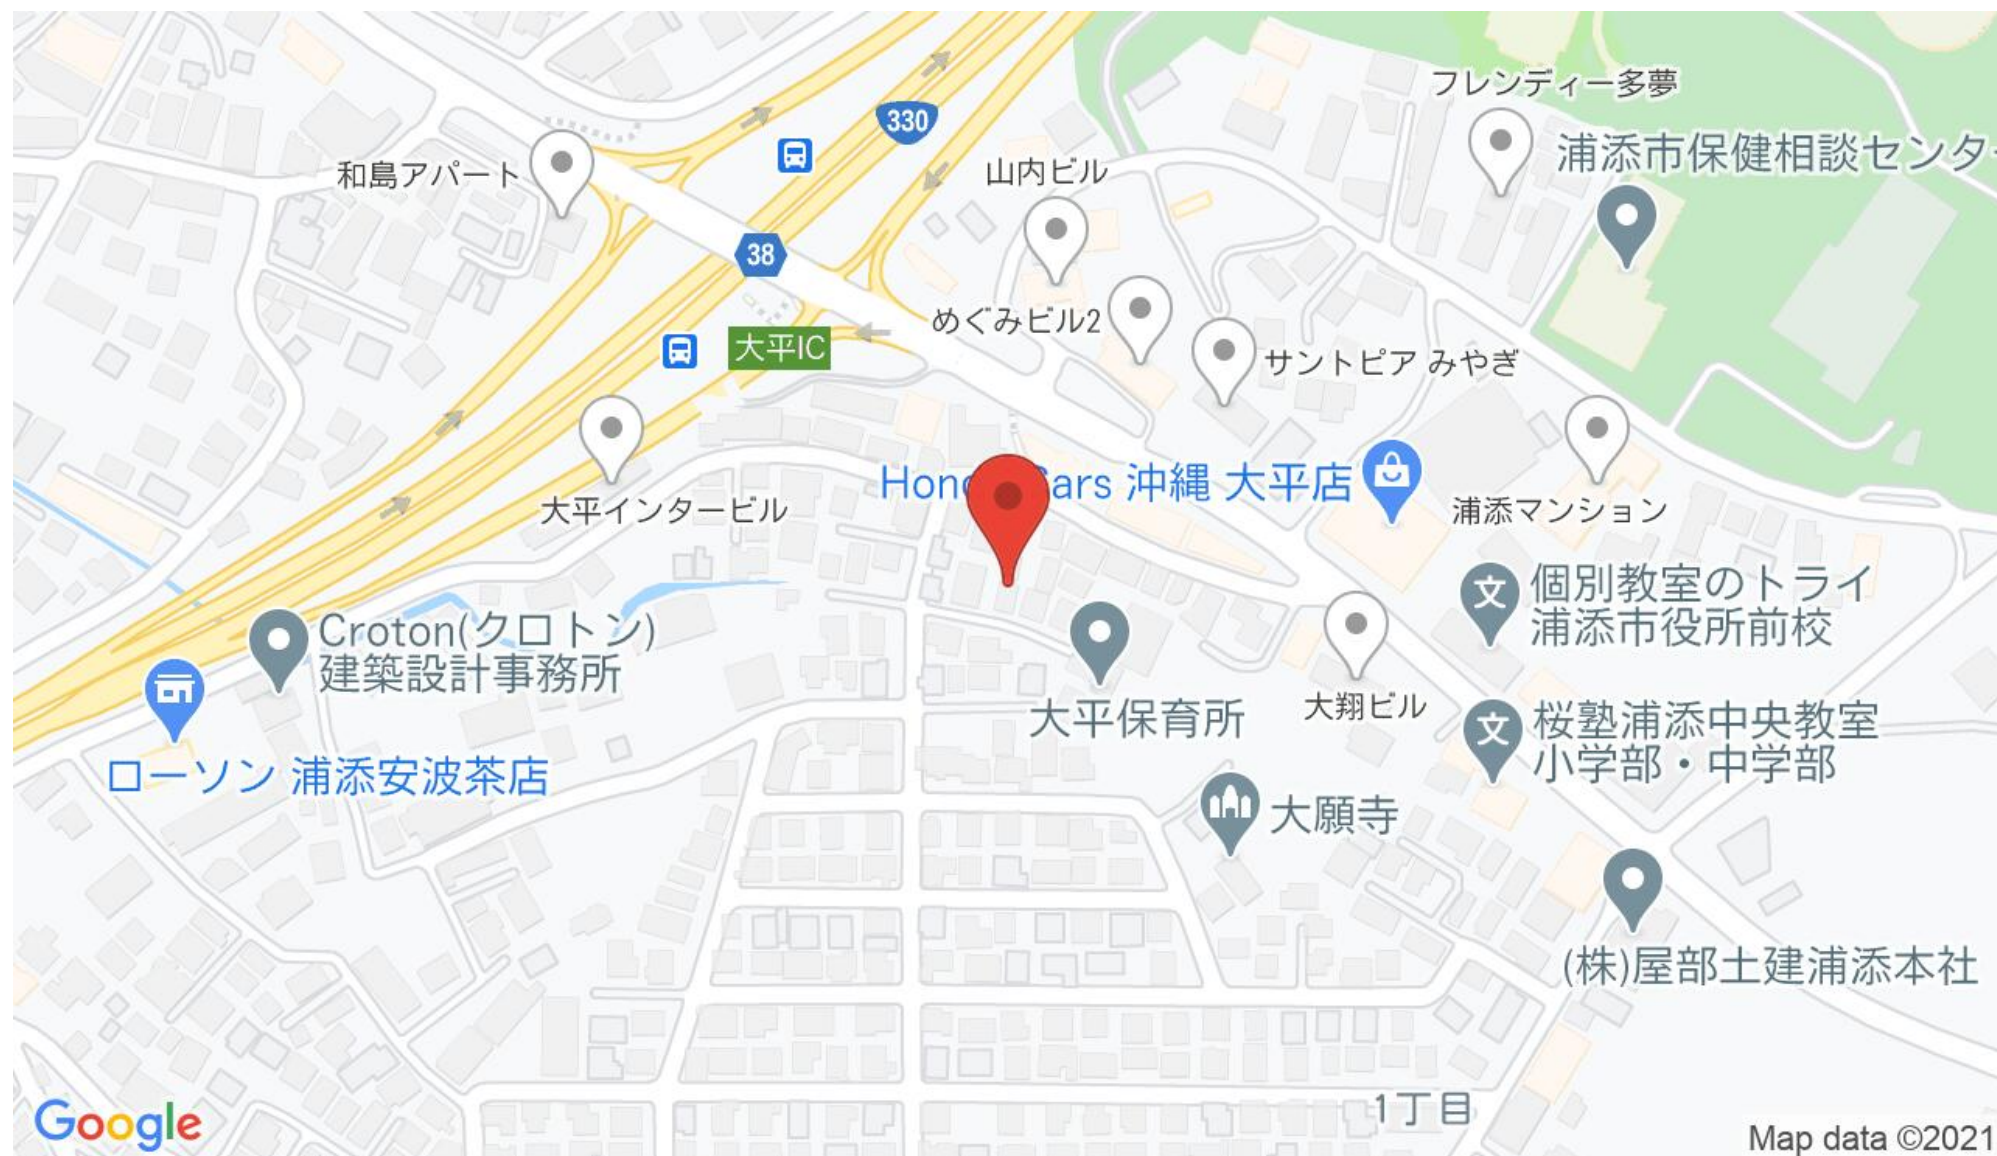 フレンディー多夢
330
浦添市保健相談センタ
和島アパート
山内ビル
38
めぐみビル2
大平IC
サントピア みやぎ
Hon
ars 沖縄 大平店
大平インタービル
浦添マンション
文
個別教室のトライ
浦添市役所前校
Croton(クロトン)
建築設計事務所
大平保育所
大翔ビル
文
桜塾浦添中央教室
小学部・中学部
ローソン 浦添安波茶店
大願寺
(株)屋部土建浦添本社
1丁目
Google
Map data ©2021